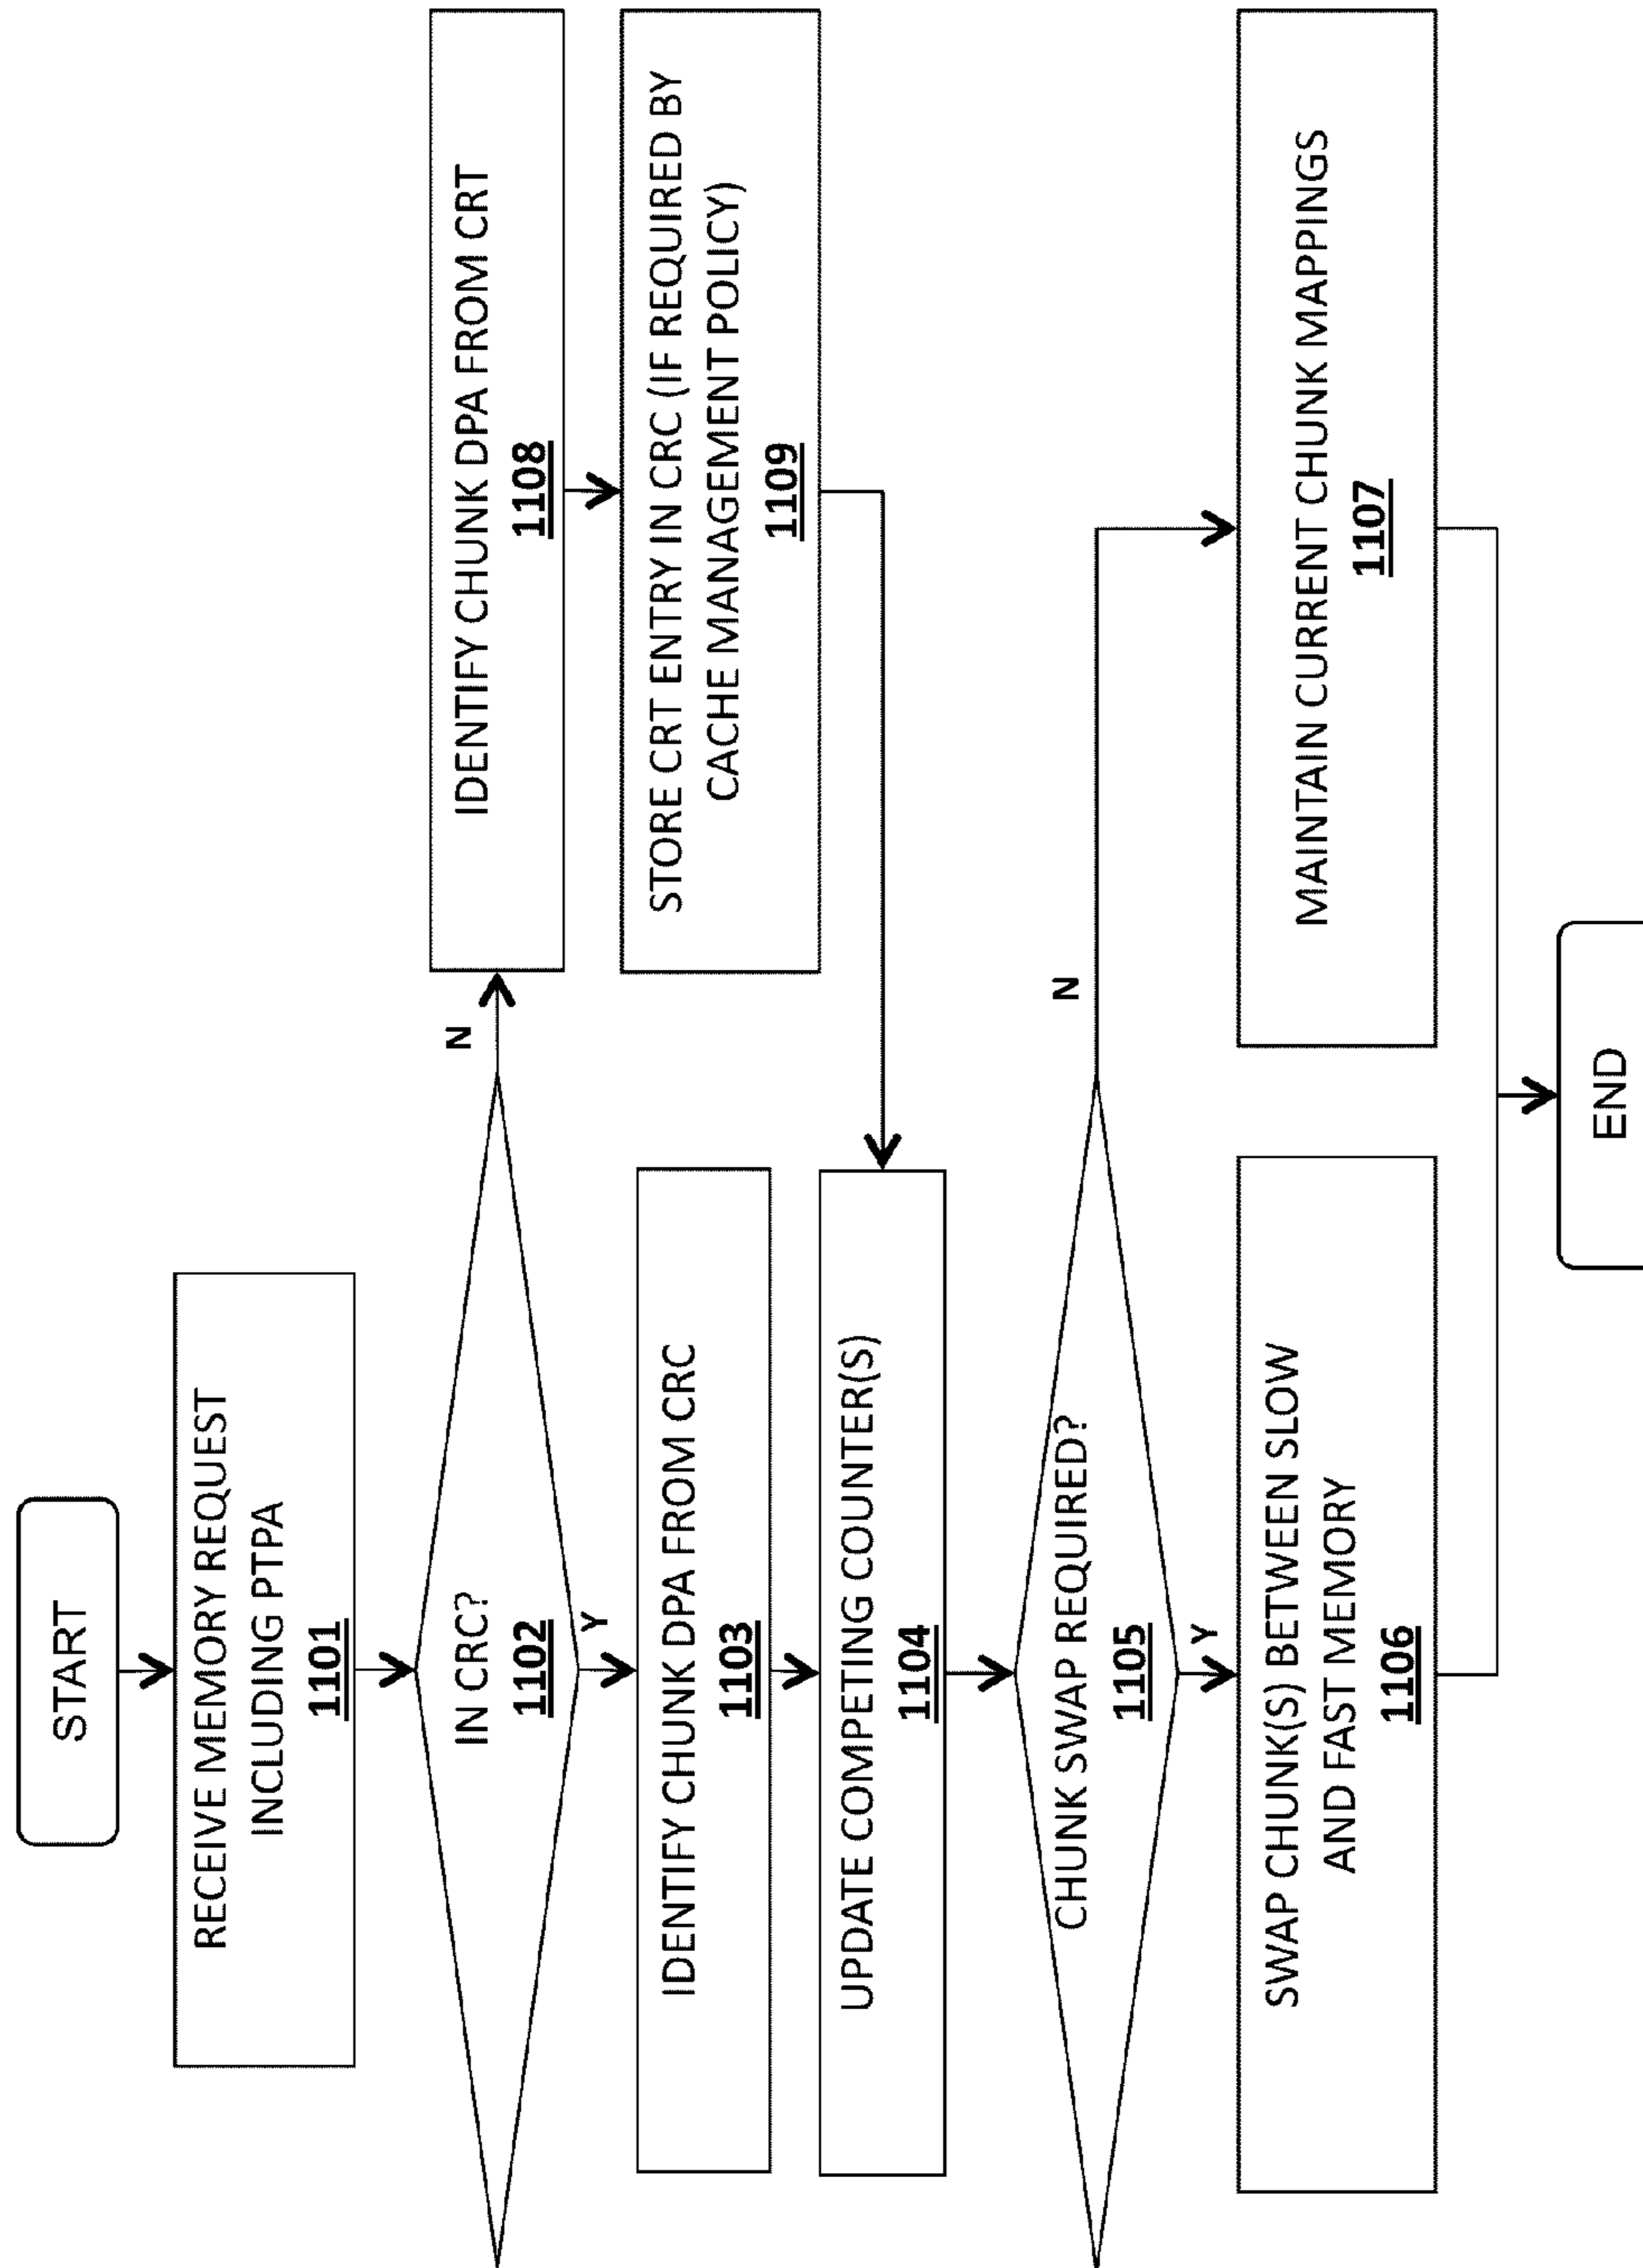 START
RECEIVE MEMORY REQUEST
INCLUDING PTPA
1101
IN CRC?
1102
N
Y
IDENTIFY CHUNK DPA FROM CRT
1108
STORE CRT ENTRY IN CRC (IF REQUIRED BY
CACHE MANAGEMENT POLICY)
1109
IDENTIFY CHUNK DPA FROM CRC
1103
UPDATE COMPETING COUNTER(S)
1104
CHUNK SWAP REQUIRED?
1105
N
Y
SWAP CHUNK(S) BETWEEN SLOW
AND FAST MEMORY
1106
MAINTAIN CURRENT CHUNK MAPPINGS
1107
END